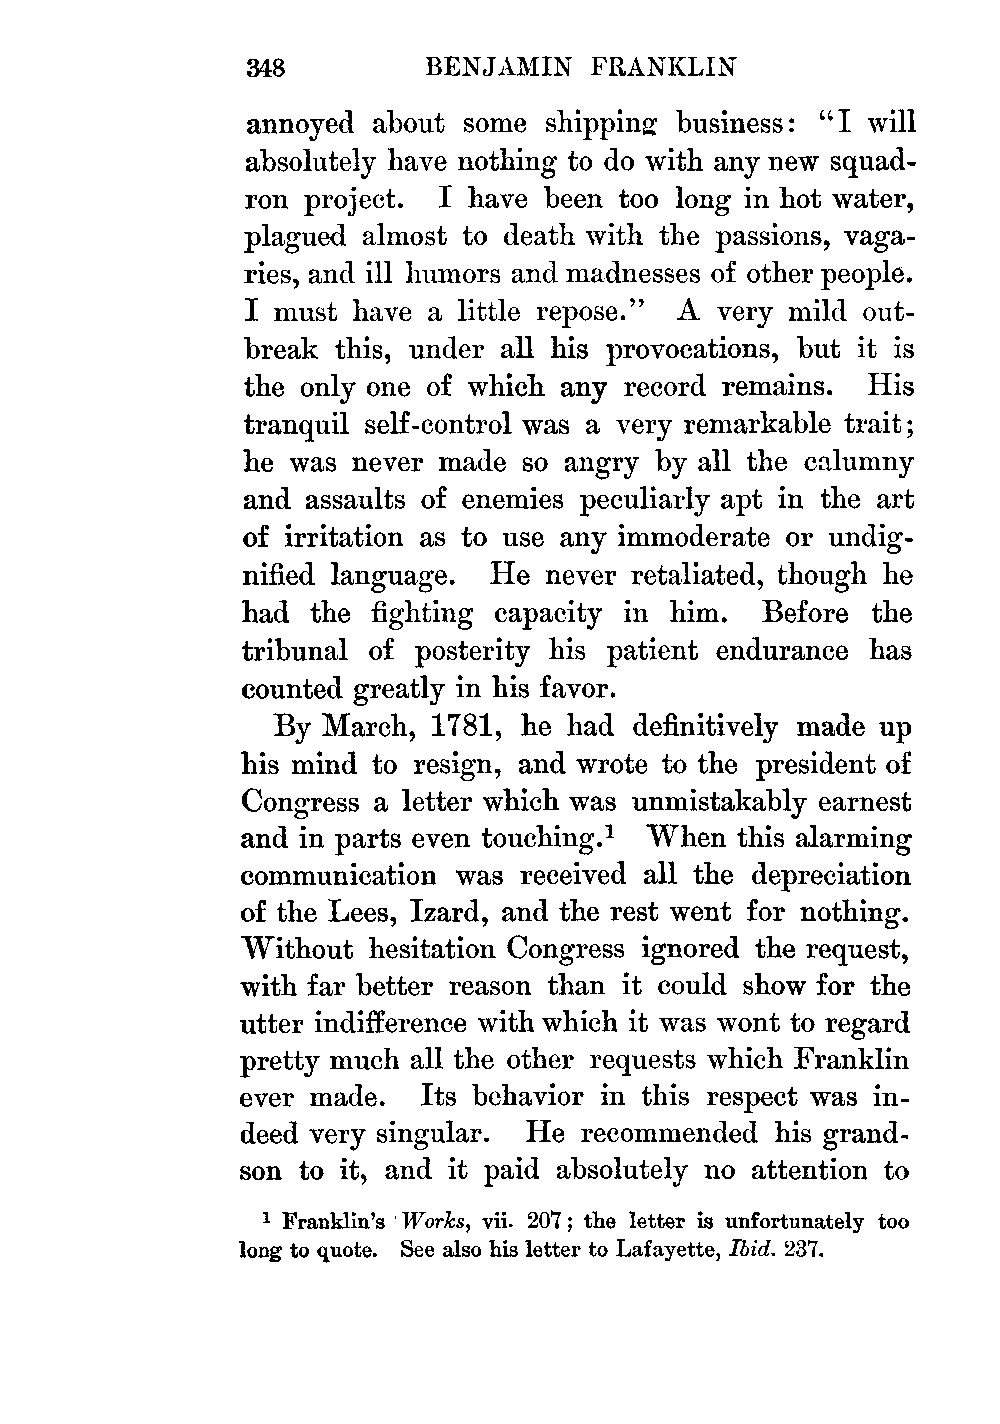 348 BENJAMIN FRANKLIN
annoyed about some shipping business: “I will
absolutely have nothing to do with any new squad-
ron project. I have been too long in hot water,
plagued almost to death with the passions, vaga-
ries, and ill humors and madnesses of other people.
I must have a little repose.” A very mild out-
break this, under all his provocations, but it is
the only one of which any record remains. His
tranquil self-control was a very remarkable trait;
he was never made so angry by all the calumny
and assaults of enemies peculiarly apt in the art
of irritation as to use any immoderate or undig-
nified language. He never retaliated, though he
had the fighting capacity in him. Before the
tribunal of posterity his patient endurance has
counted greatly in his favor.
By March, 1781, he had definitively made up
his mind to resign, and wrote to the president of
Congress a letter which was unmistakably earnest
and in parts even touching.¹ When this alarming
communication was received all the depreciation
of the Lees, Izard, and the rest went for nothing.
Without hesitation Congress ignored the request,
with far better reason than it could show for the
utter indifference with which it was wont to regard
pretty much all the other requests which Franklin
ever made. Its behavior in this respect was in-
deed very singular. He recommended his grand-
son to it, and it paid absolutely no attention to
¹ Franklin's Works, vii. 207; the letter is unfortunately too
long to quote. See also his letter to Lafayette, Ibid. 237.